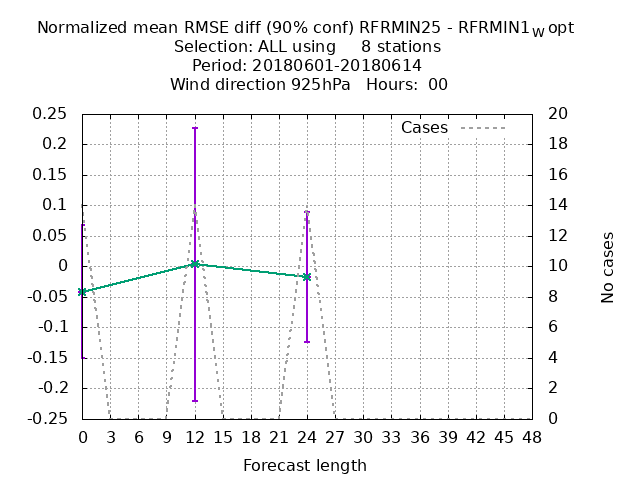 Normalized mean RMSE diff (90% conf) RFRMIN25 - RFRMIN1wopt
Selection: ALL using 8 stations
Period: 20180601-20180614
Wind direction 925hPa Hours: 00
Cases
0.25
0.2
0.15
0.1
0.05
0
-0.05
-0.1
-0.15
-0.2
-0.25
20
18
16
14
12
10
8
6
4
2
0
No cases
0 3 6 9 12 15 18 21 24 27 30 33 36 39 42 45 48
Forecast length